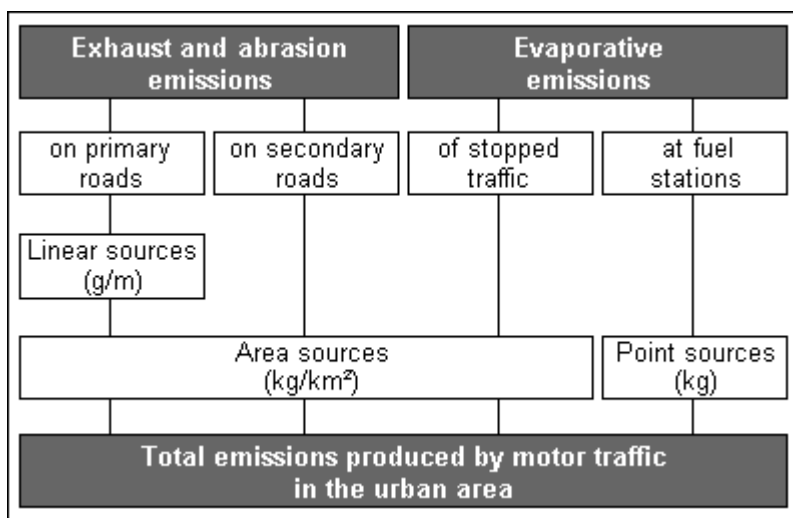 Exhaust and abrasion
emissions
Evaporative
emissions
on primary
roads
on secondary
roads
of stopped
traffic
at fuel
stations
Linear sources
(g/m)
Area sources
(kg/km²)
Point sources
(kg)
Total emissions produced by motor traffic
in the urban area